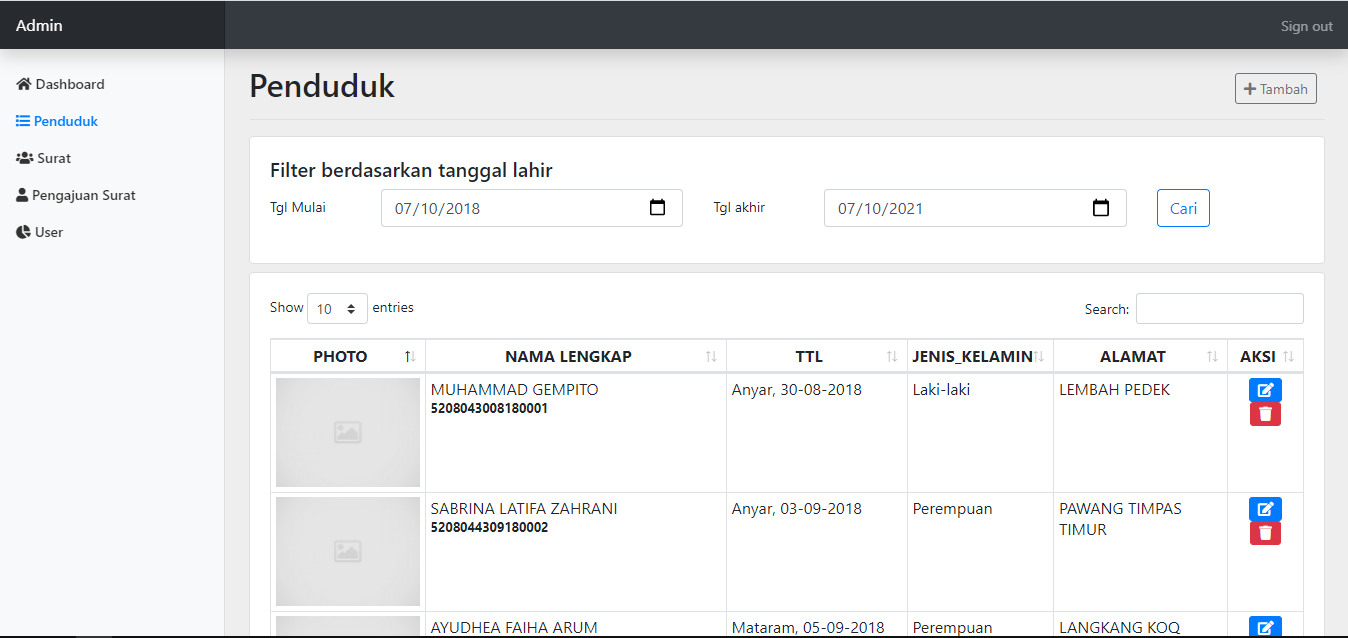 Admin
Sign out
Dashboard
Penduduk
Surat
Pengajuan Surat
User
Penduduk
Tambah
Filter berdasarkan tanggal lahir
Tgl Mulai 07/10/2018 Tgl akhir 07/10/2021 Cari
Show 10 entries Search:
PHOTO NAMA LENGKAP TTL JENIS_KELAMIN ALAMAT AKSI
MUHAMMAD GEMPITO Anyar, 30-08-2018 Laki-laki LEMBAH PEDEK
5208043008180001
SABRINA LATIFA ZAHRANI Anyar, 03-09-2018 Perempuan PAWANG TIMPAS
5208044309180002 TIMUR
AYUDHEA FAIHA ARUM Mataram, 05-09-2018 Perempuan LANGKANG KOQ